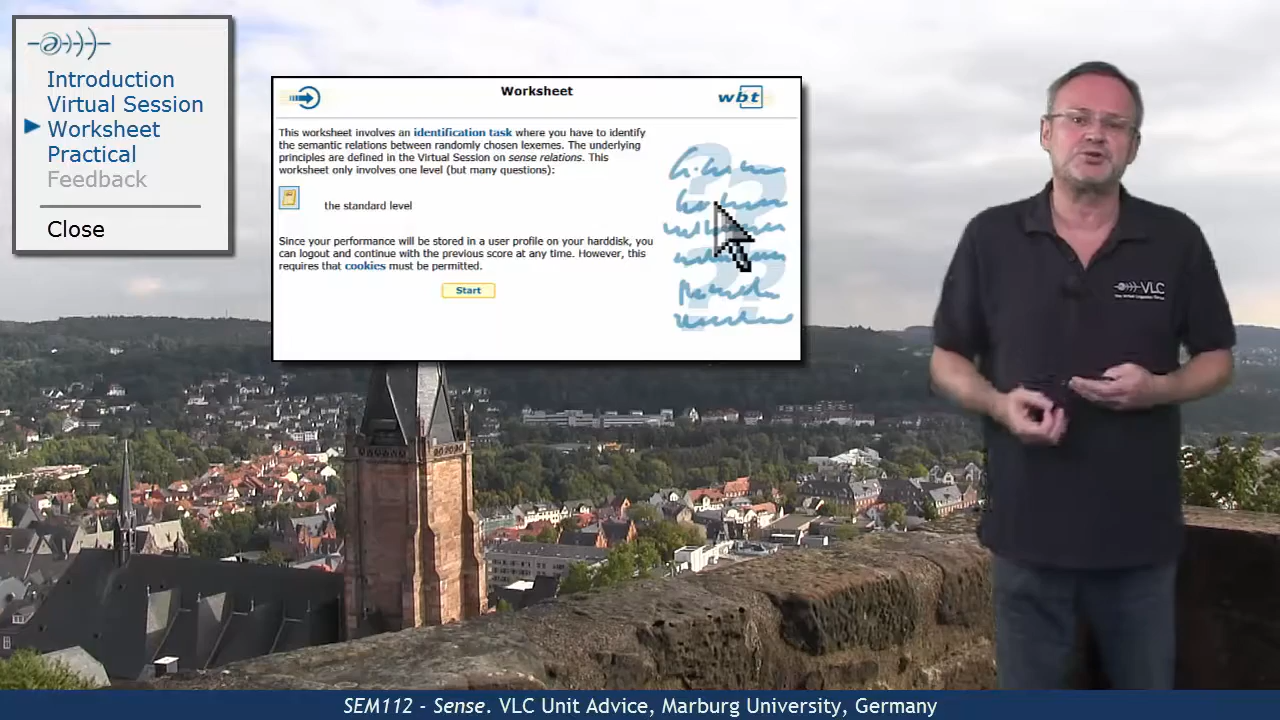 Introduction
Virtual Session
Worksheet
Practical
Feedback
Close
Worksheet
wbt
This worksheet involves an identification task where you have to identify
the semantic relations between randomly chosen lexemes. The underlying
principles are defined in the Virtual Session on sense relations. This
worksheet only involves one level (but many questions):
the standard level
Since your performance will be stored in a user profile on your harddisk, you
can logout and continue with the previous score at any time. However, this
requires that cookies must be permitted.
Start
VLC
SEM112 - Sense. VLC Unit Advice, Marburg University, Germany